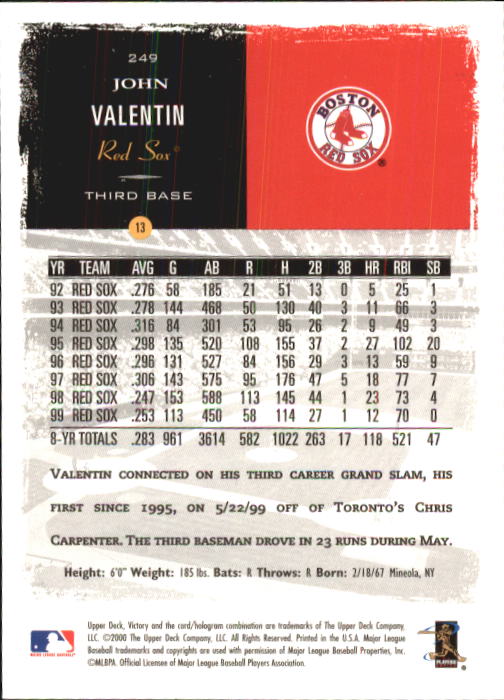 249
JOHN
VALENTIN
Red Sox
THIRD BASE
BOSTON
RED SOX
®
13
YR TEAM AVG G AB R H 2B 3B HR RBI SB
92 RED SOX .276 58 185 21 51 13 0 5 25 1
93 RED SOX .278 144 468 50 130 40 3 11 66 3
94 RED SOX .316 84 301 53 95 26 2 9 49 3
95 RED SOX .298 135 520 108 155 37 2 27 102 20
96 RED SOX .296 131 527 84 156 29 3 13 59 9
97 RED SOX .306 143 575 95 176 47 5 18 77 7
98 RED SOX .247 153 588 113 145 44 1 23 73 4
99 RED SOX .253 113 450 58 114 27 1 12 70 0
8-YR TOTALS .283 961 3614 582 1022 263 17 118 521 47
VALENTIN CONNECTED ON HIS THIRD CAREER GRAND SLAM, HIS
FIRST SINCE 1995, ON 5/22/99 OFF OF TORONTO'S CHRIS
CARPENTER. THE THIRD BASEMAN DROVE IN 23 RUNS DURING MAY.
Height: 6'0" Weight: 185 lbs. Bats: R Throws: R Born: 2/18/67 Mineola, NY
Upper Deck, Victory and the card/hologram combination are trademarks of The Upper Deck Company,
LLC. ©2000 The Upper Deck Company, LLC. All Rights Reserved. Printed in the U.S.A. Major League
Baseball trademarks and copyrights are used with permission of Major League Baseball Properties, Inc.
©MLBPA. Official Licensee of Major League Baseball Players Association.
MAJOR LEAGUE BASEBALL
PLAYERS